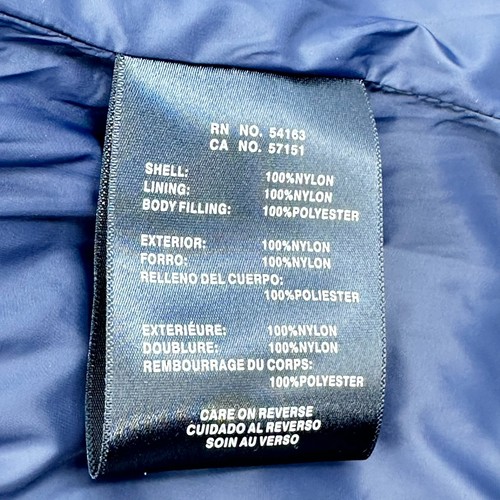 RN NO. 54163
CA NO. 57151
SHELL: 100%NYLON
LINING: 100%NYLON
BODY FILLING: 100%POLYESTER
EXTERIOR: 100%NYLON
FORRO: 100%NYLON
RELLENO DEL CUERPO:
100%POLIESTER
EXTERIÉURE: 100%NYLON
DOUBLURE: 100%NYLON
REMBOURRAGE DU CORPS:
100%POLYESTER
CARE ON REVERSE
CUIDADO AL REVERSO
SOIN AU VERSO